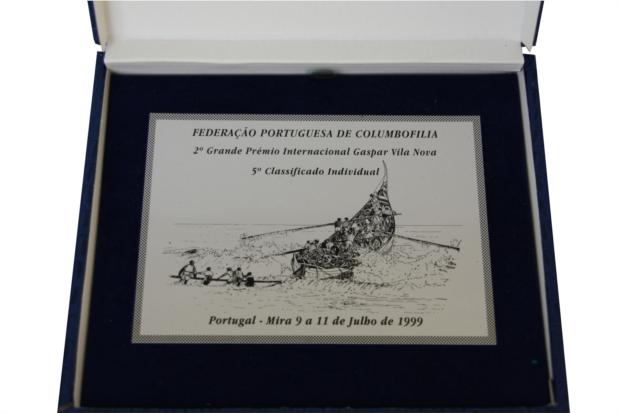 FEDERAÇÃO PORTUGUESA DE COLUMBOFILIA
2º Grande Prémio Internacional Gaspar Vila Nova
5º Classificado Individual
Portugal - Mira 9 a 11 de Julho de 1999